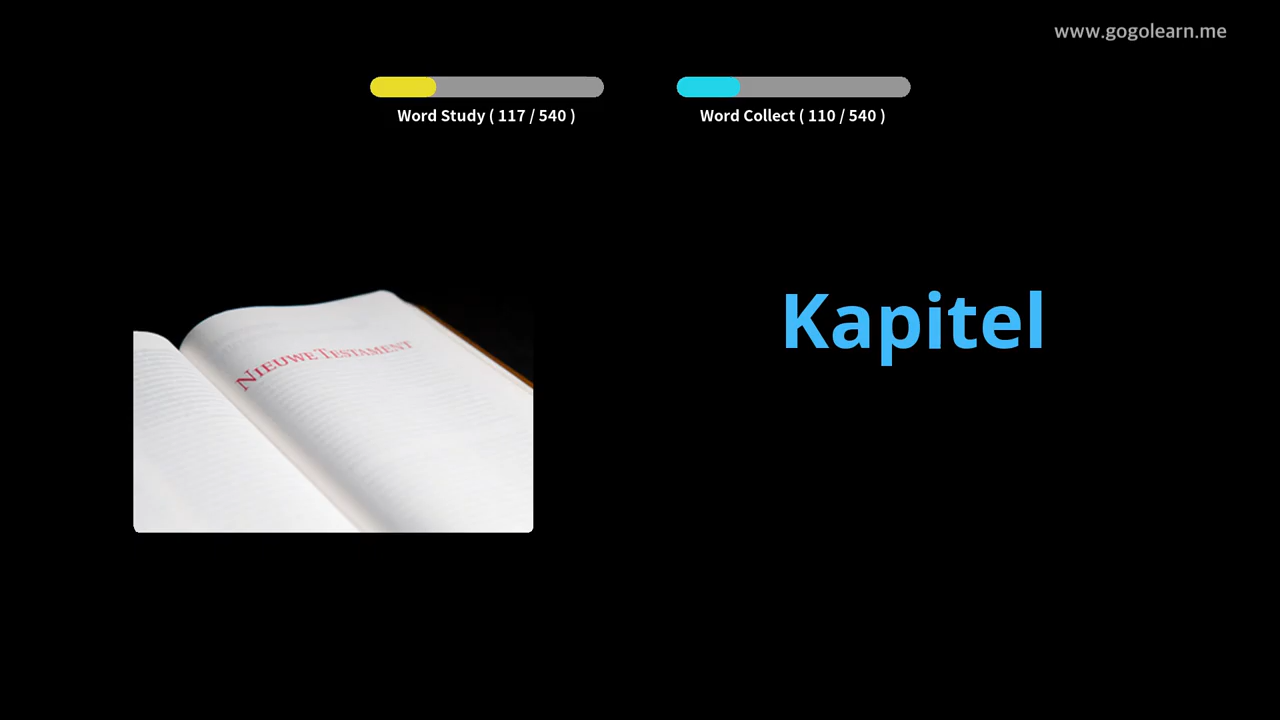 www.gogolearn.me
Word Study ( 117 / 540 )
Word Collect ( 110 / 540 )
Kapitel
NIEUWE TESTAMENT